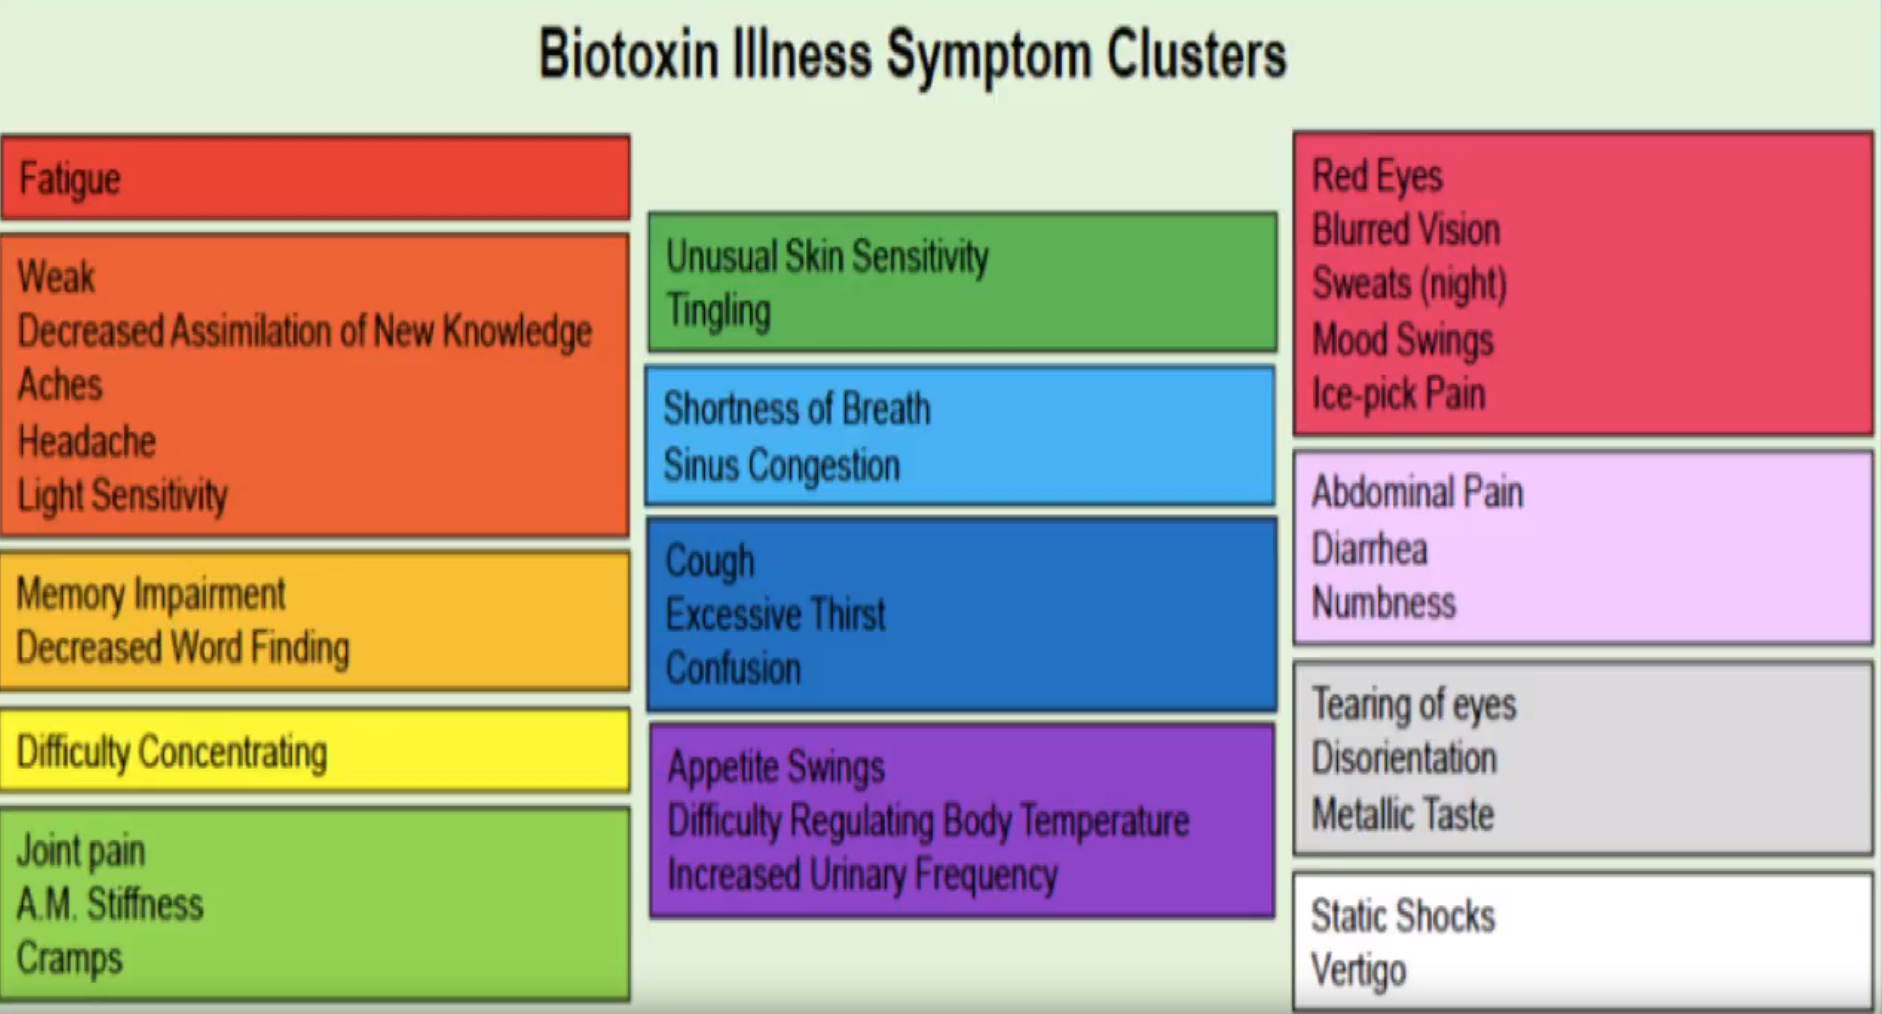 Biotoxin Illness Symptom Clusters
Fatigue
Weak
Decreased Assimilation of New Knowledge
Aches
Headache
Light Sensitivity
Memory Impairment
Decreased Word Finding
Difficulty Concentrating
Joint pain
A.M. Stiffness
Cramps
Unusual Skin Sensitivity
Tingling
Shortness of Breath
Sinus Congestion
Cough
Excessive Thirst
Confusion
Appetite Swings
Difficulty Regulating Body Temperature
Increased Urinary Frequency
Red Eyes
Blurred Vision
Sweats (night)
Mood Swings
Ice-pick Pain
Abdominal Pain
Diarrhea
Numbness
Tearing of eyes
Disorientation
Metallic Taste
Static Shocks
Vertigo